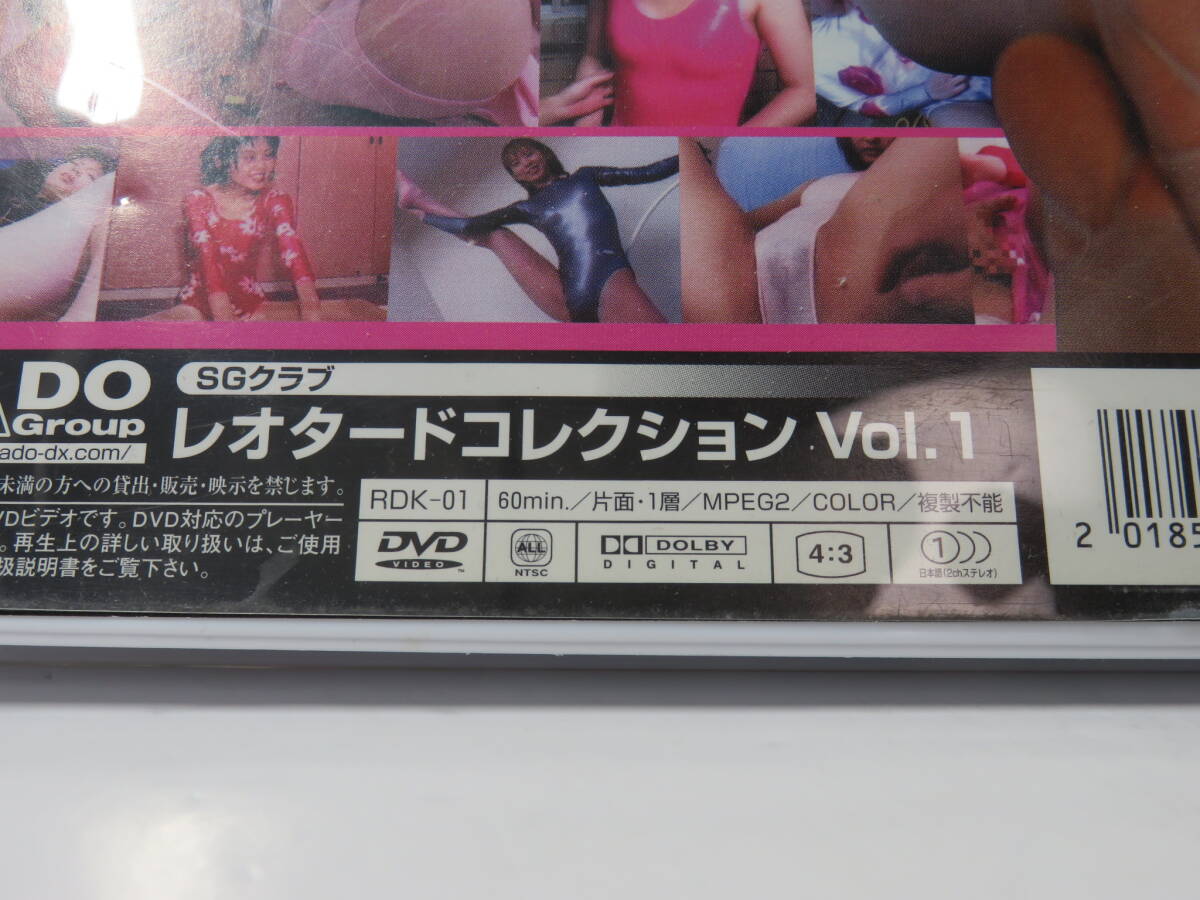 DO
Group
ado-dx.com/
SGクラブ
レオタードコレクション Vol.1
未満の方への貸出・販売・映示を禁じます。
VDビデオです。DVD対応のプレーヤー
。再生上の詳しい取り扱いは、ご使用
扱説明書をご覧下さい。
RDK-01
60min.／片面・1層／MPEG2／COLOR／複製不能
DVD
VIDEO
TM
ALL
NTSC
DOLBY
DIGITAL
4:3
1
日本語(2chステレオ)
2 0185